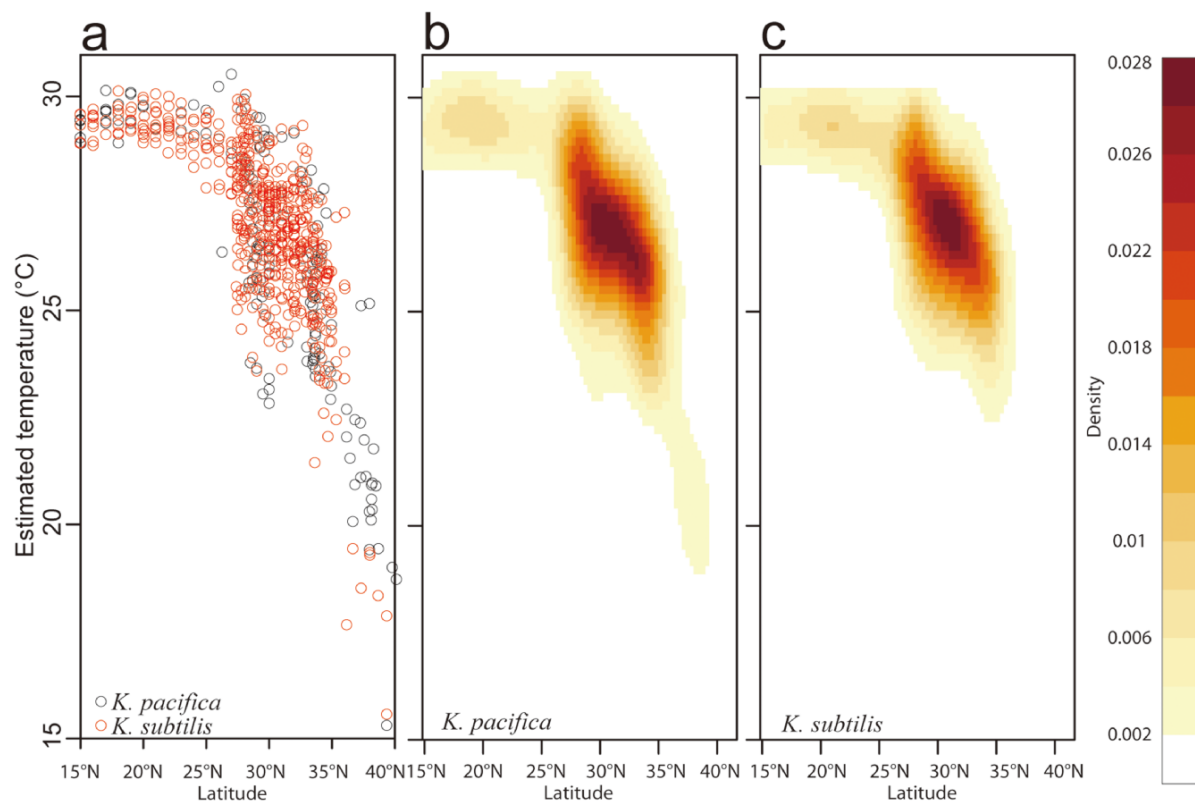 a
b
c
Estimated temperature (°C)
30
25
20
15
K. pacifica
K. subtilis
15°N 20°N 25°N 30°N 35°N 40°N
Latitude
K. pacifica
15°N 20°N 25°N 30°N 35°N 40°N
Latitude
K. subtilis
15°N 20°N 25°N 30°N 35°N 40°N
Latitude
Density
0.028
0.026
0.022
0.018
0.014
0.01
0.006
0.002